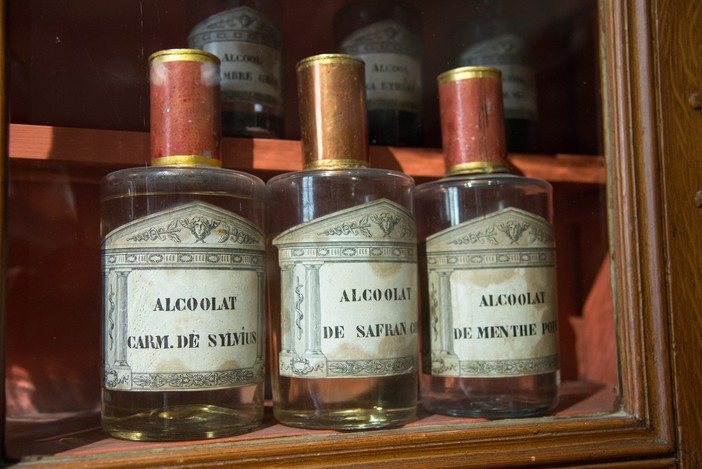 ALCOOL
ALCOOL
ALCOOLAT
CARM. DE SYLVIUS
ALCOOLAT
DE SAFRAN
ALCOOLAT
DE MENTHE